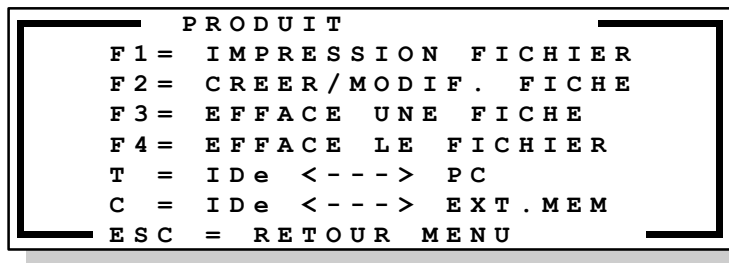 PRODUIT
F1= IMPRESSION FICHIER
F2= CREER/MODIF. FICHE
F3= EFFACE UNE FICHE
F4= EFFACE LE FICHIER
T = IDe <---> PC
C = IDe <---> EXT.MEM
ESC = RETOUR MENU